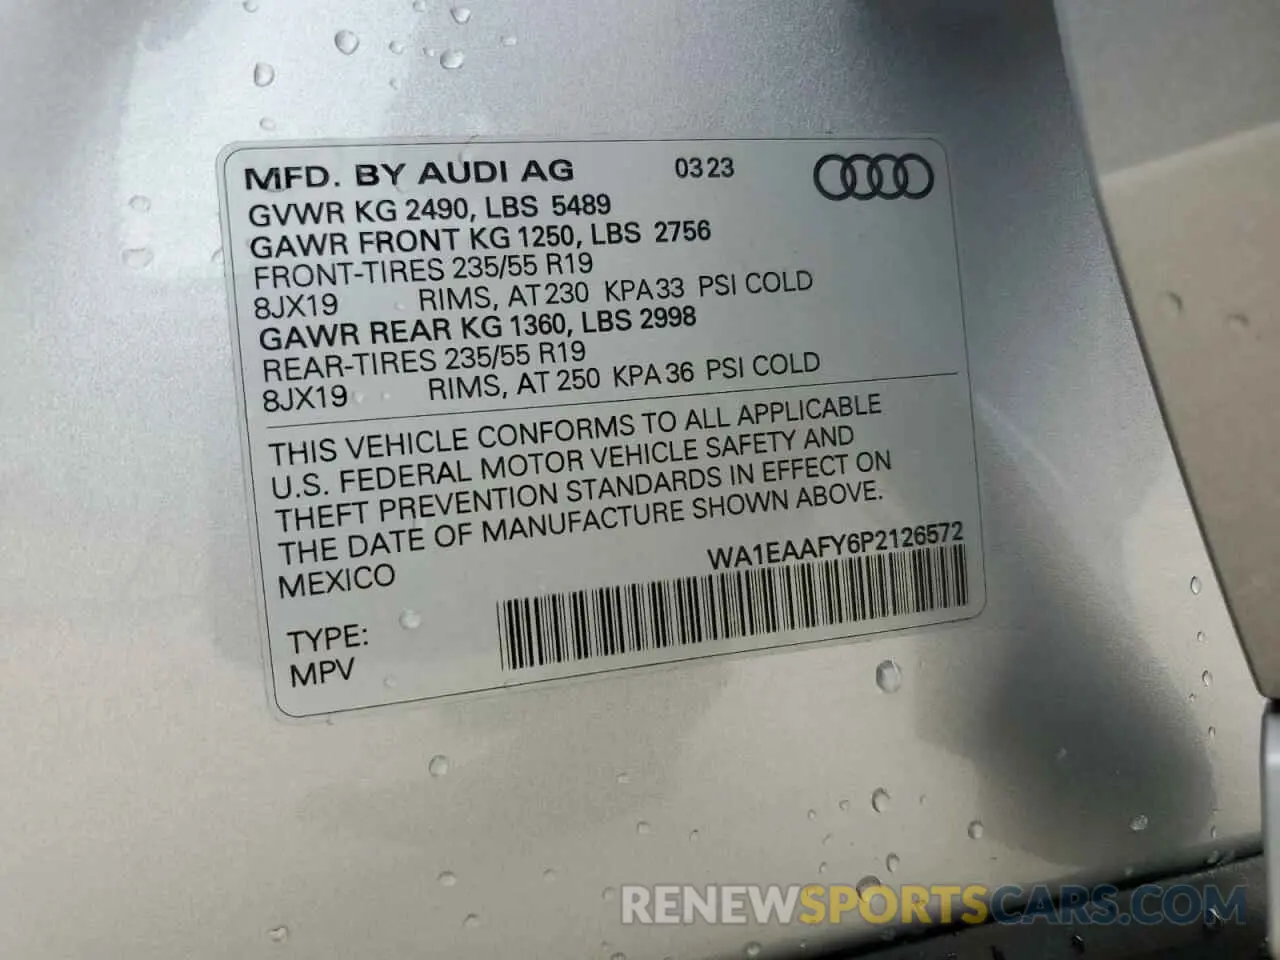 MFD. BY AUDI AG 03 23
GVWR KG 2490, LBS 5489
GAWR FRONT KG 1250, LBS 2756
FRONT-TIRES 235/55 R19
8JX19 RIMS, AT 230 KPA 33 PSI COLD
GAWR REAR KG 1360, LBS 2998
REAR-TIRES 235/55 R19
8JX19 RIMS, AT 250 KPA 36 PSI COLD
THIS VEHICLE CONFORMS TO ALL APPLICABLE
U.S. FEDERAL MOTOR VEHICLE SAFETY AND
THEFT PREVENTION STANDARDS IN EFFECT ON
THE DATE OF MANUFACTURE SHOWN ABOVE.
MEXICO WA1EAAFY6P2126572
TYPE:
MPV
RENEWSPORTSCARS.COM